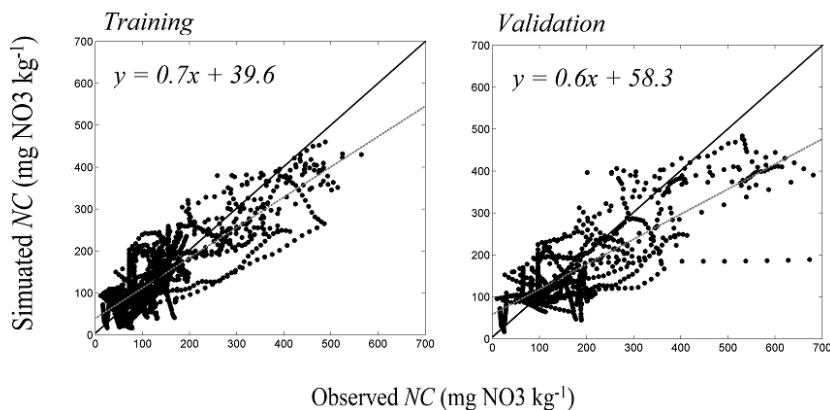 Training
Validation
y = 0.7x + 39.6
y = 0.6x + 58.3
Simuated NC (mg NO3 kg⁻¹)
700
600
500
400
300
200
100
0
0 100 200 300 400 500 600 700
700
600
500
400
300
200
100
0
0 100 200 300 400 500 600 700
Observed NC (mg NO3 kg⁻¹)